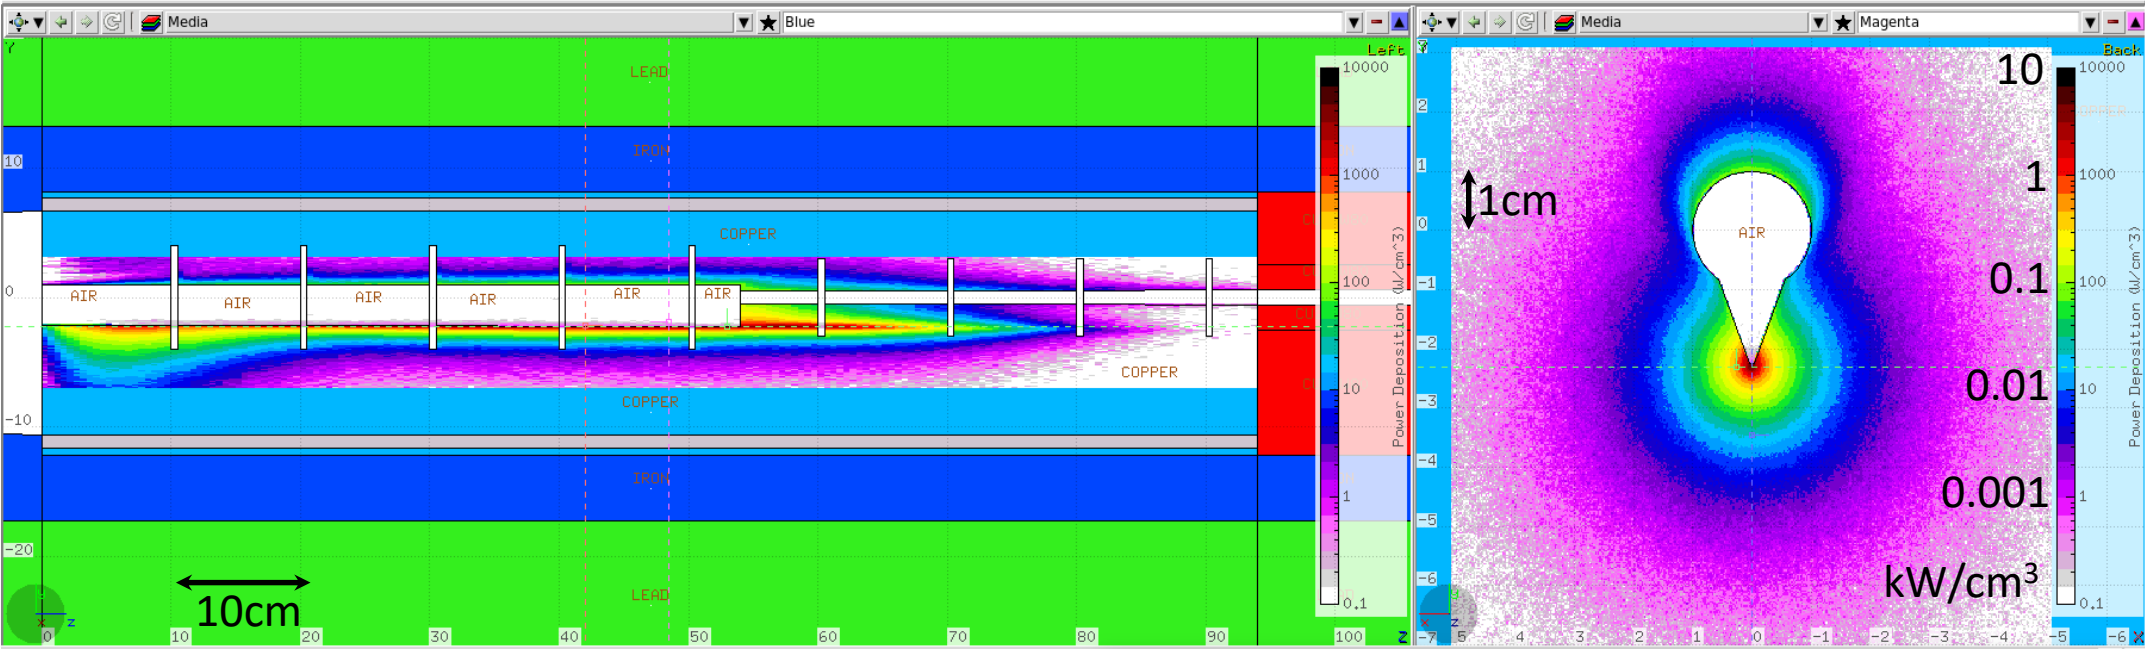 Media
Blue
Y
Left
LEAD
10000
IRON
10
1000
COPPER
100
0
AIR
AIR
AIR
AIR
AIR
AIR
10
COPPER
COPPER
-10
Power Deposition (W/cm^3)
IRON
1
-20
LEAD
10cm
0.1
x
z
0
10
20
30
40
50
60
70
80
90
100
Z
Media
Magenta
Back
10
10000
2
1
1
1000
1cm
0
AIR
-1
0.1
100
-2
0.01
10
-3
Power Deposition (W/cm^3)
-4
0.001
1
-5
-6
kW/cm³
0.1
x
z
-7
5
4
3
2
1
0
-1
-2
-3
-4
-5
-6
X